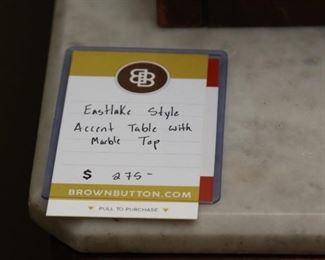 BB
Eastlake Style
Accent Table with
Marble Top
$ 275-
BROWNBUTTON.COM
▼ PULL TO PURCHASE ▼